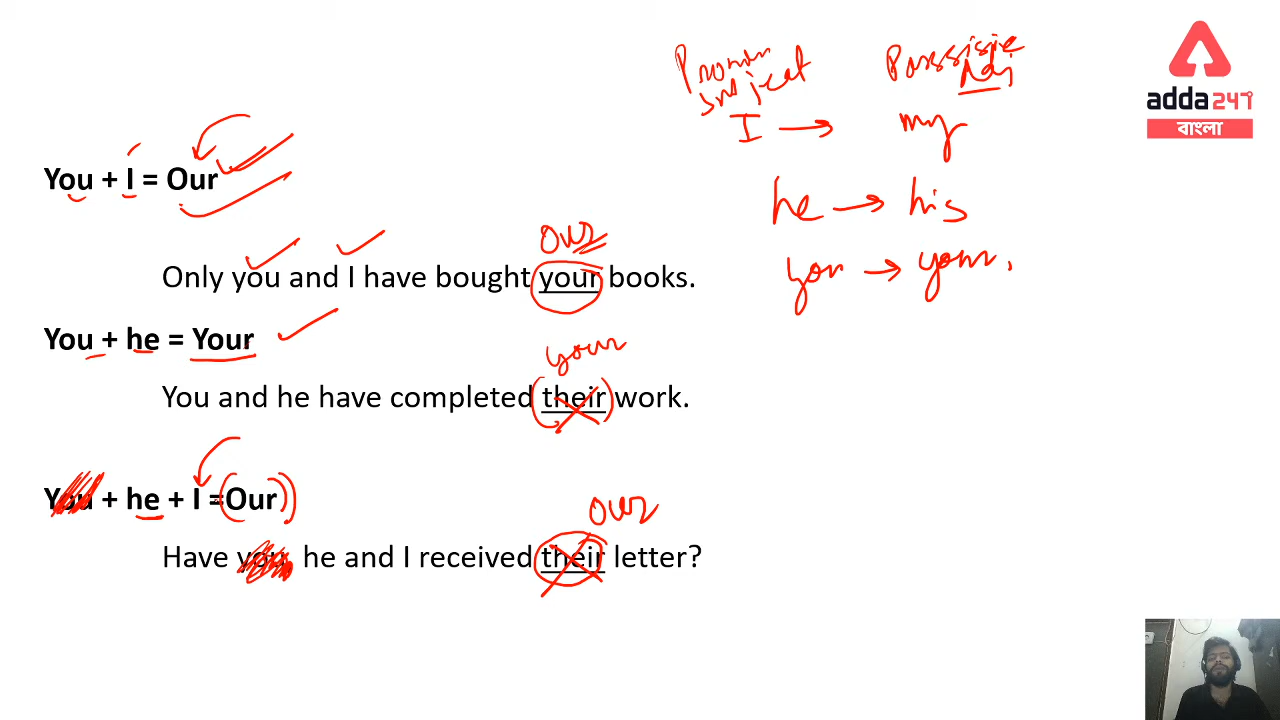 Pronoun Possessive
subject Adj
I → my
he → his
you → your
adda247
বাংলা
You + I = Our
our
Only you and I have bought your books.
You + he = Your
your
You and he have completed their work.
You + he + I = Our
our
Have you he and I received their letter?